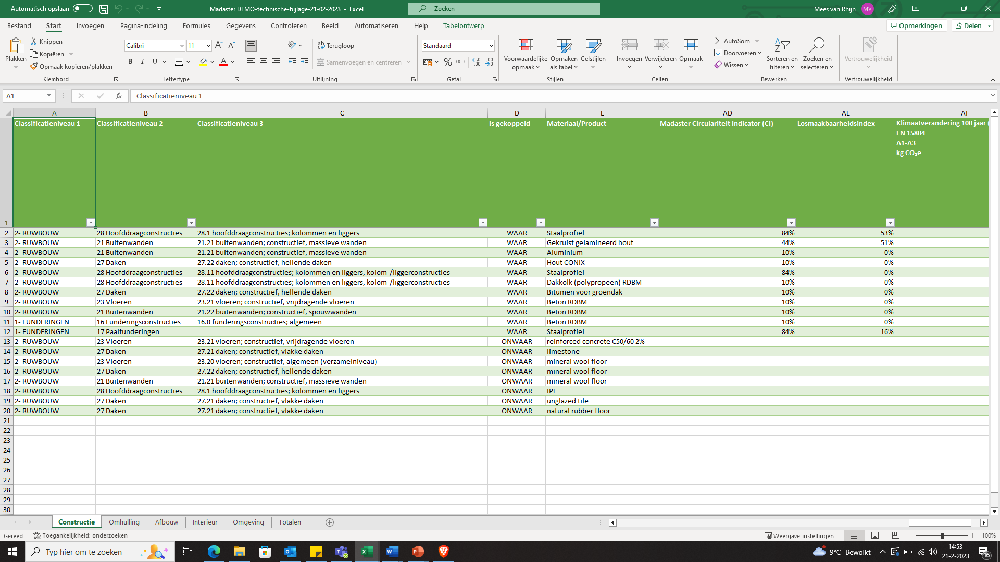 Automatisch opslaan
Madaster DEMO-technische-bijlage-21-02-2023 - Excel
Zoeken
Mees van Rhijn MV
Bestand Start Invoegen Pagina-indeling Formules Gegevens Controleren Beeld Automatiseren Help Tabelontwerp Opmerkingen Delen
Plakken
Knippen
Kopiëren
Opmaak kopiëren/plakken
Klembord
Calibri 11
B I U
Lettertype
Terugloop
Samenvoegen en centreren
Uitlijning
Standaard
% 000
Getal
Voorwaardelijke opmaak
Opmaken als tabel
Celstijlen
Stijlen
Invoegen Verwijderen Opmaak
Cellen
AutoSom
Doorvoeren
Wissen
Sorteren en filteren
Zoeken en selecteren
Bewerken
Vertrouwelijkheid
Vertrouwelijkheid
A1 fx Classificatieniveau 1
A B C D E AD AE AF
1 Classificatieniveau 1 Classificatieniveau 2 Classificatieniveau 3 Is gekoppeld Materiaal/Product Madaster Circulariteit Indicator (CI) Losmaakbaarheidsindex Klimaatverandering 100 jaar
EN 15804
A1-A3
kg CO₂e
2 2- RUWBOUW 28 Hoofddraagconstructies 28.1 hoofddraagconstructies; kolommen en liggers WAAR Staalprofiel 84% 53%
3 2- RUWBOUW 21 Buitenwanden 21.21 buitenwanden; constructief, massieve wanden WAAR Gekruist gelamineerd hout 44% 51%
4 2- RUWBOUW 21 Buitenwanden 21.21 buitenwanden; constructief, massieve wanden WAAR Aluminium 10% 0%
5 2- RUWBOUW 27 Daken 27.22 daken; constructief, hellende daken WAAR Hout CONIX 10% 0%
6 2- RUWBOUW 28 Hoofddraagconstructies 28.11 hoofddraagconstructies; kolommen en liggers, kolom-/liggerconstructies WAAR Staalprofiel 84% 0%
7 2- RUWBOUW 28 Hoofddraagconstructies 28.11 hoofddraagconstructies; kolommen en liggers, kolom-/liggerconstructies WAAR Dakkolk (polypropeen) RDBM 10% 0%
8 2- RUWBOUW 27 Daken 27.22 daken; constructief, hellende daken WAAR Bitumen voor groendak 10% 0%
9 2- RUWBOUW 23 Vloeren 23.21 vloeren; constructief, vrijdragende vloeren WAAR Beton RDBM 10% 0%
10 2- RUWBOUW 21 Buitenwanden 21.22 buitenwanden; constructief, spouwwanden WAAR Beton RDBM 10% 0%
11 1- FUNDERINGEN 16 Funderingsconstructies 16.0 funderingsconstructies; algemeen WAAR Beton RDBM 10% 0%
12 1- FUNDERINGEN 17 Paalfunderingen WAAR Staalprofiel 84% 16%
13 2- RUWBOUW 23 Vloeren 23.21 vloeren; constructief, vrijdragende vloeren ONWAAR reinforced concrete C50/60 2%
14 2- RUWBOUW 27 Daken 27.21 daken; constructief, vlakke daken ONWAAR limestone
15 2- RUWBOUW 23 Vloeren 23.20 vloeren; constructief, algemeen (verzamelniveau) ONWAAR mineral wool floor
16 2- RUWBOUW 27 Daken 27.22 daken; constructief, hellende daken ONWAAR mineral wool floor
17 2- RUWBOUW 21 Buitenwanden 21.21 buitenwanden; constructief, massieve wanden ONWAAR mineral wool floor
18 2- RUWBOUW 28 Hoofddraagconstructies 28.1 hoofddraagconstructies; kolommen en liggers ONWAAR IPE
19 2- RUWBOUW 27 Daken 27.21 daken; constructief, vlakke daken ONWAAR unglazed tile
20 2- RUWBOUW 27 Daken 27.21 daken; constructief, vlakke daken ONWAAR natural rubber floor
21
22
23
24
25
26
27
28
29
30
Constructie Omhulling Afbouw Interieur Omgeving Totalen
Gereed Toegankelijkheid: onderzoeken Weergave-instellingen 100%
Typ hier om te zoeken
9°C Bewolkt
14:53
21-2-2023
16